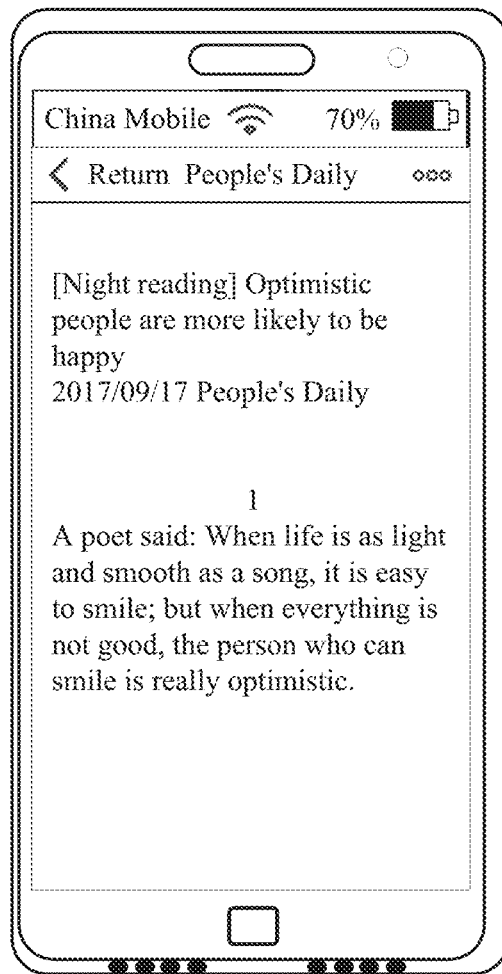 China Mobile 70%
Return People's Daily
[Night reading] Optimistic
people are more likely to be
happy
2017/09/17 People's Daily
1
A poet said: When life is as light
and smooth as a song, it is easy
to smile; but when everything is
not good, the person who can
smile is really optimistic.